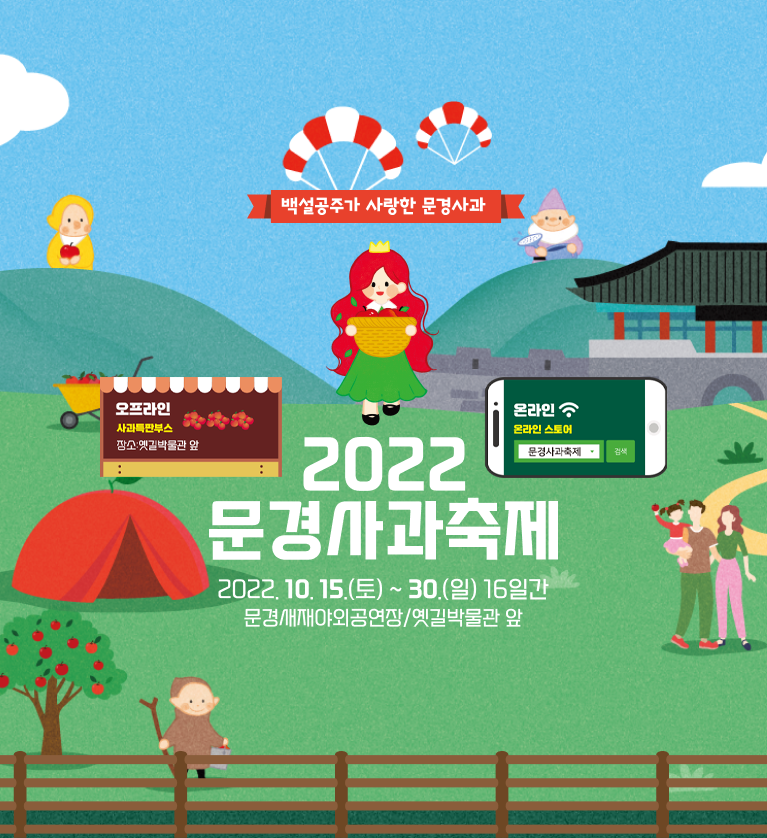 백설공주가 사랑한 문경사과
오프라인
사과특판부스
장소:옛길박물관 앞
온라인
온라인 스토어
문경사과축제
검색
2022
문경사과축제
2022. 10. 15.(토) ~ 30.(일) 16일간
문경새재야외공연장/옛길박물관 앞